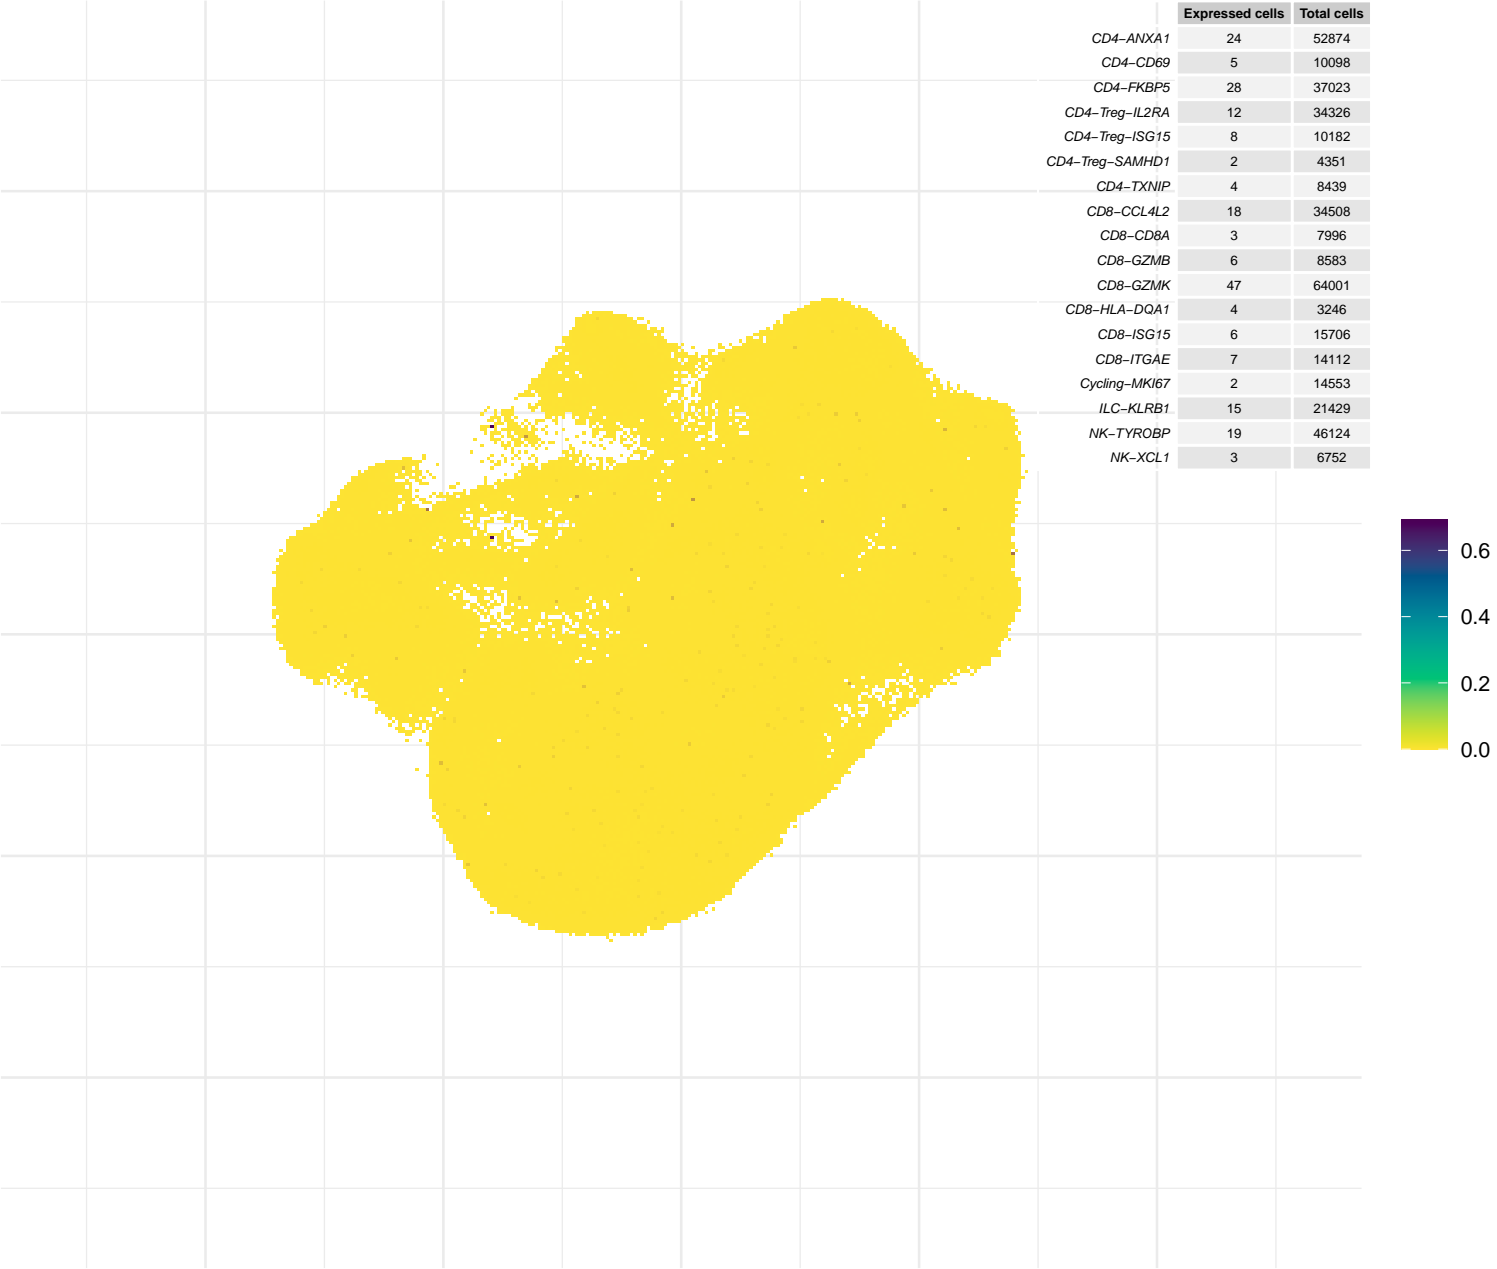 Expressed cells Total cells
CD4−ANXA1 24 52874
CD4−CD69 5 10098
CD4−FKBP5 28 37023
CD4−Treg−IL2RA 12 34326
CD4−Treg−ISG15 8 10182
CD4−Treg−SAMHD1 2 4351
CD4−TXNIP 4 8439
CD8−CCL4L2 18 34508
CD8−CD8A 3 7996
CD8−GZMB 6 8583
CD8−GZMK 47 64001
CD8−HLA−DQA1 4 3246
CD8−ISG15 6 15706
CD8−ITGAE 7 14112
Cycling−MKI67 2 14553
ILC−KLRB1 15 21429
NK−TYROBP 19 46124
NK−XCL1 3 6752
0.6
0.4
0.2
0.0